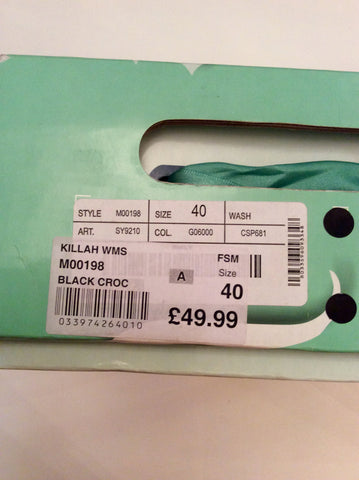 STYLE M00198 SIZE 40 WASH
ART. SY9210 COL. G06000 CSP681
KILLAH WMS
M00198 FSM
BLACK CROC A Size
40
033974264010 £49.99